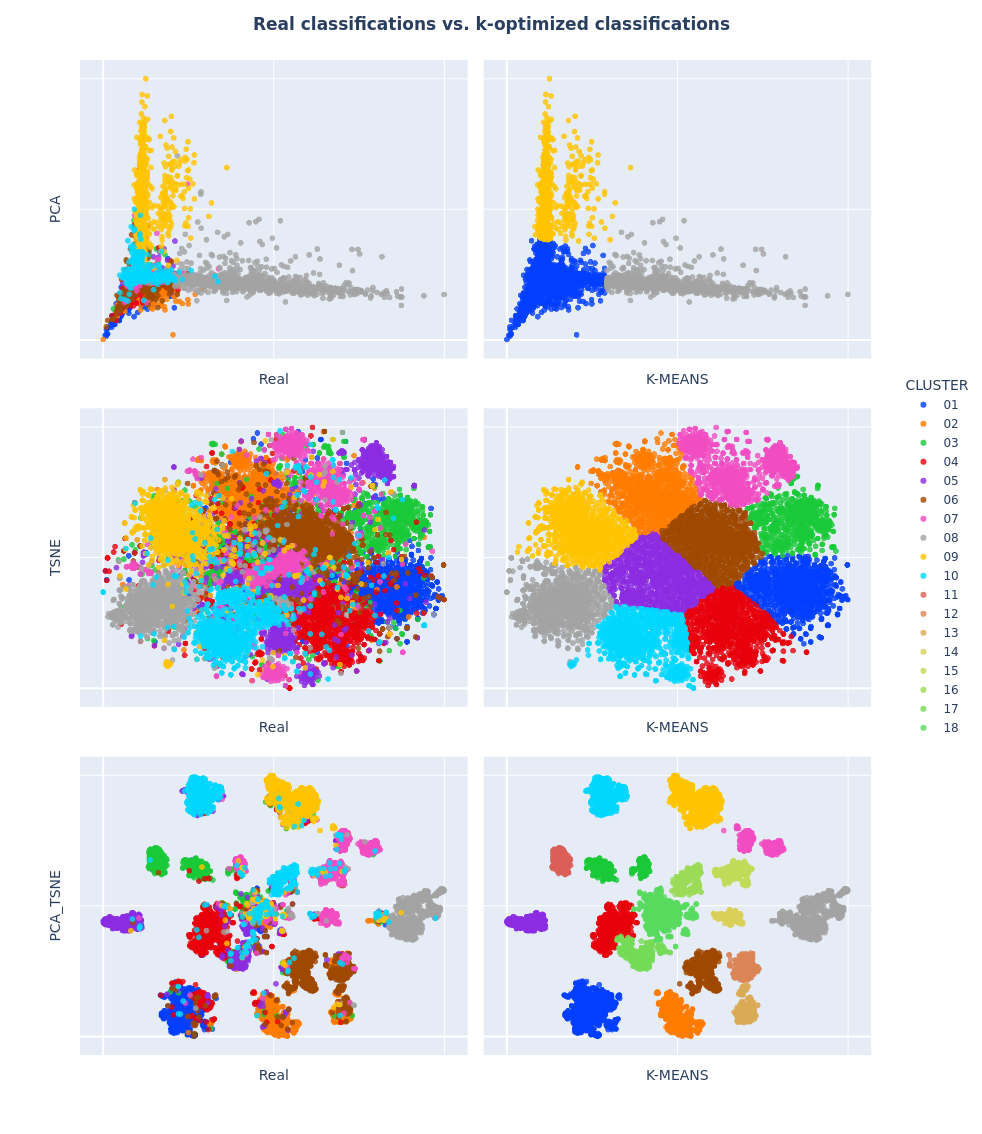 Real classifications vs. k-optimized classifications
PCA
Real
K-MEANS
TSNE
Real
K-MEANS
PCA_TSNE
Real
K-MEANS
CLUSTER
01
02
03
04
05
06
07
08
09
10
11
12
13
14
15
16
17
18